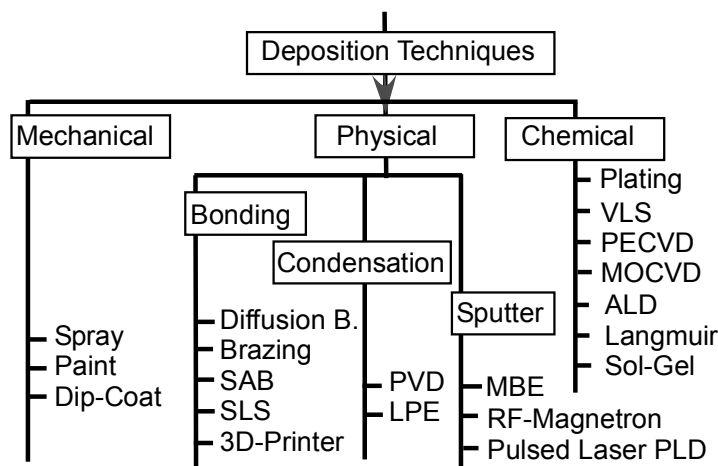 Deposition Techniques
Mechanical
Physical
Chemical
Bonding
Condensation
Sputter
Spray
Paint
Dip-Coat
Diffusion B.
Brazing
SAB
SLS
3D-Printer
PVD
LPE
MBE
RF-Magnetron
Pulsed Laser PLD
Plating
VLS
PECVD
MOCVD
ALD
Langmuir
Sol-Gel